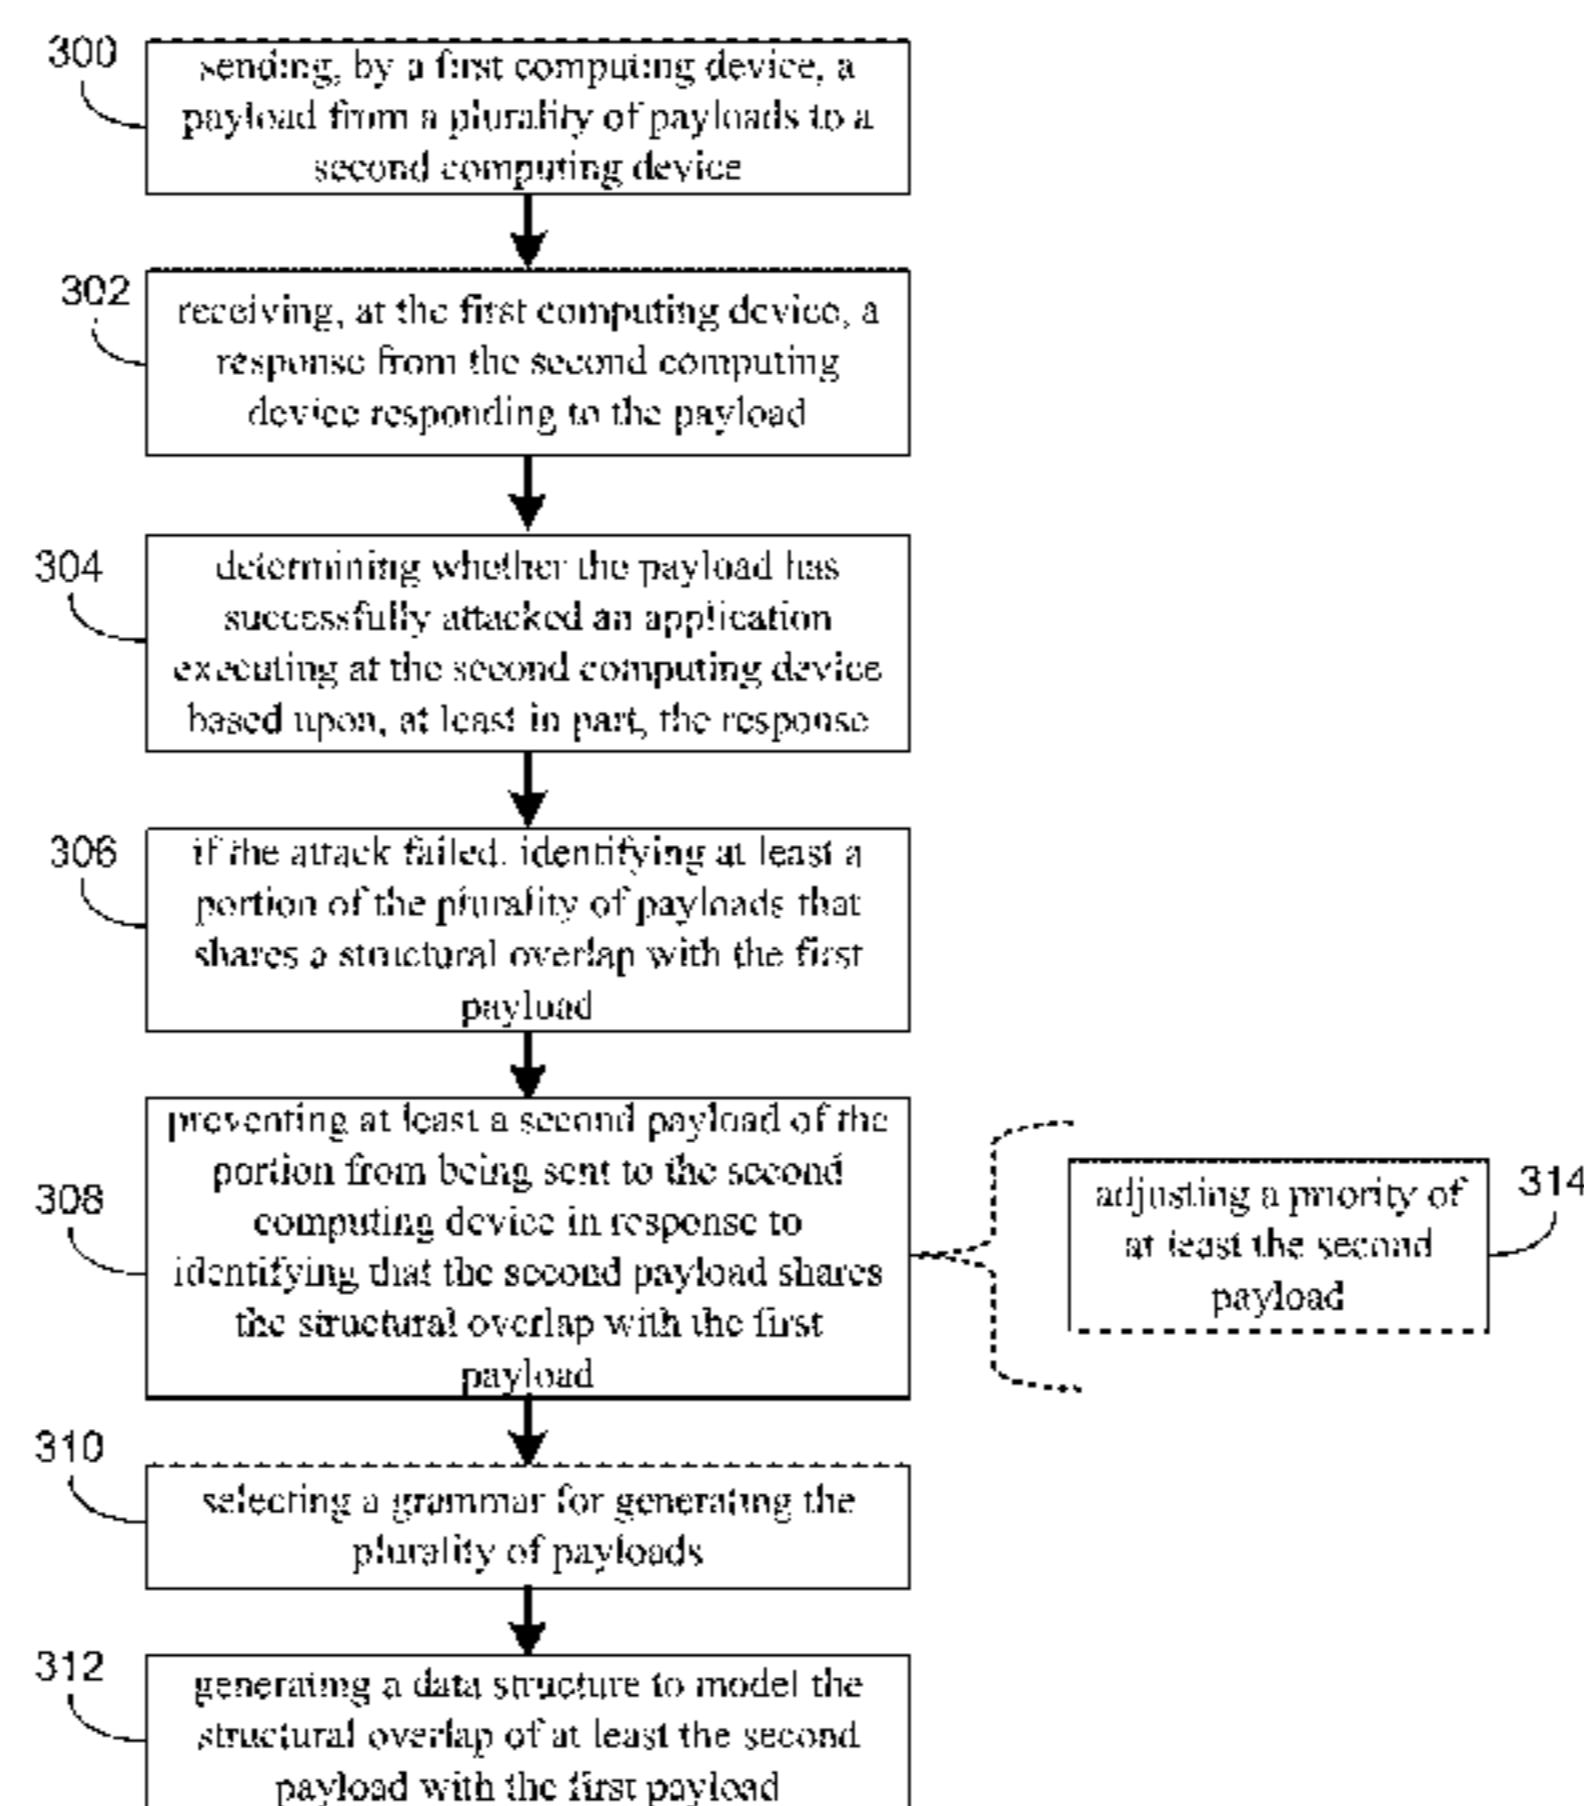 300
sending, by a first computing device, a
payload from a plurality of payloads to a
second computing device
302
receiving, at the first computing device, a
response from the second computing
device responding to the payload
304
determining whether the payload has
successfully attacked an application
executing at the second computing device
based upon, at least in part, the response
306
if the attack failed, identifying at least a
portion of the plurality of payloads that
shares a structural overlap with the first
payload
308
preventing at least a second payload of the
portion from being sent to the second
computing device in response to
identifying that the second payload shares
the structural overlap with the first
payload
314
adjusting a priority of
at least the second
payload
310
selecting a grammar for generating the
plurality of payloads
312
generating a data structure to model the
structural overlap of at least the second
payload with the first payload